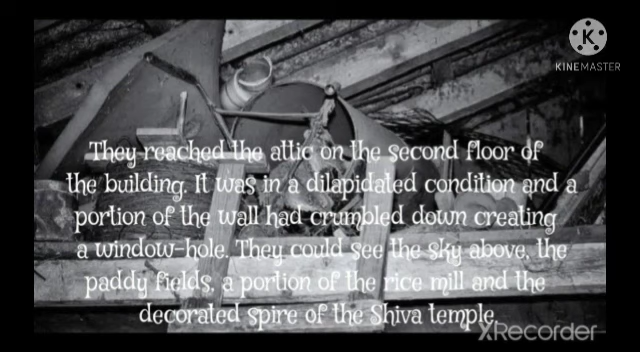 KINEMASTER
They reached the attic on the second floor of
the building. It was in a dilapidated condition and a
portion of the wall had crumbled down creating
a window-hole. They could see the sky above, the
paddy fields, a portion of the rice mill and the
decorated spire of the Shiva temple
XRecorder